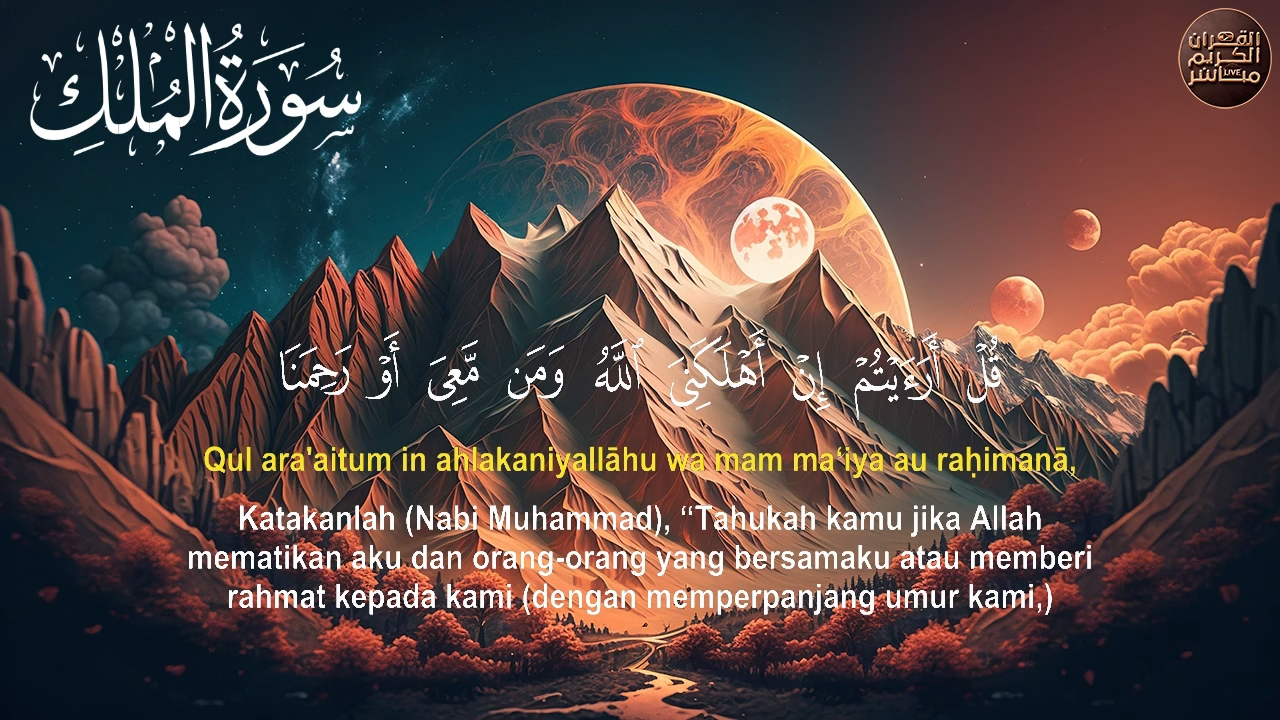 سُورَةُ الْمُلْكِ
القرآن
الكريم
مباشر
LIVE
قُلْ أَرَءَيْتُمْ إِنْ أَهْلَكَنِىَ ٱللَّهُ وَمَن مَّعِىَ أَوْ رَحِمَنَا
Qul ara'aitum in ahlakaniyallāhu wa mam ma‘iya au raḥimanā,
Katakanlah (Nabi Muhammad), “Tahukah kamu jika Allah
mematikan aku dan orang-orang yang bersamaku atau memberi
rahmat kepada kami (dengan memperpanjang umur kami,)